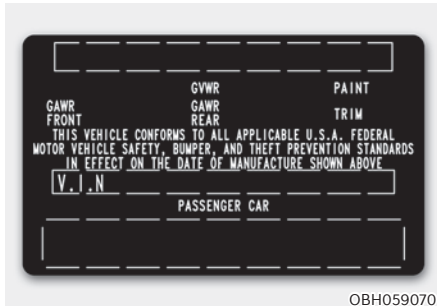 GVWR PAINT
GAWR FRONT GAWR REAR TRIM
THIS VEHICLE CONFORMS TO ALL APPLICABLE U.S.A. FEDERAL
MOTOR VEHICLE SAFETY, BUMPER, AND THEFT PREVENTION STANDARDS
IN EFFECT ON THE DATE OF MANUFACTURE SHOWN ABOVE
V.I.N
PASSENGER CAR
OBH059070